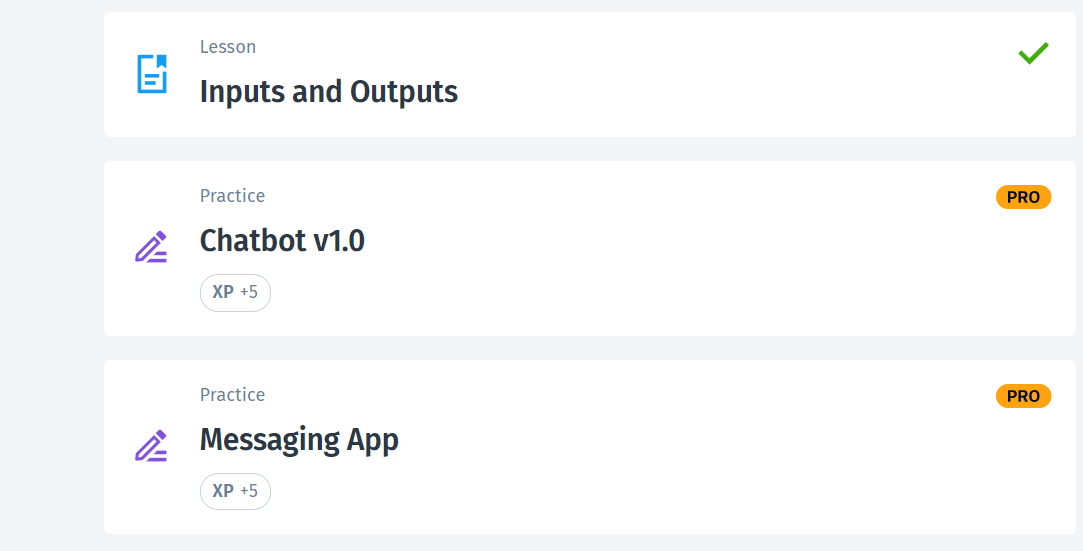 Lesson
Inputs and Outputs
Practice
PRO
Chatbot v1.0
XP +5
Practice
PRO
Messaging App
XP +5